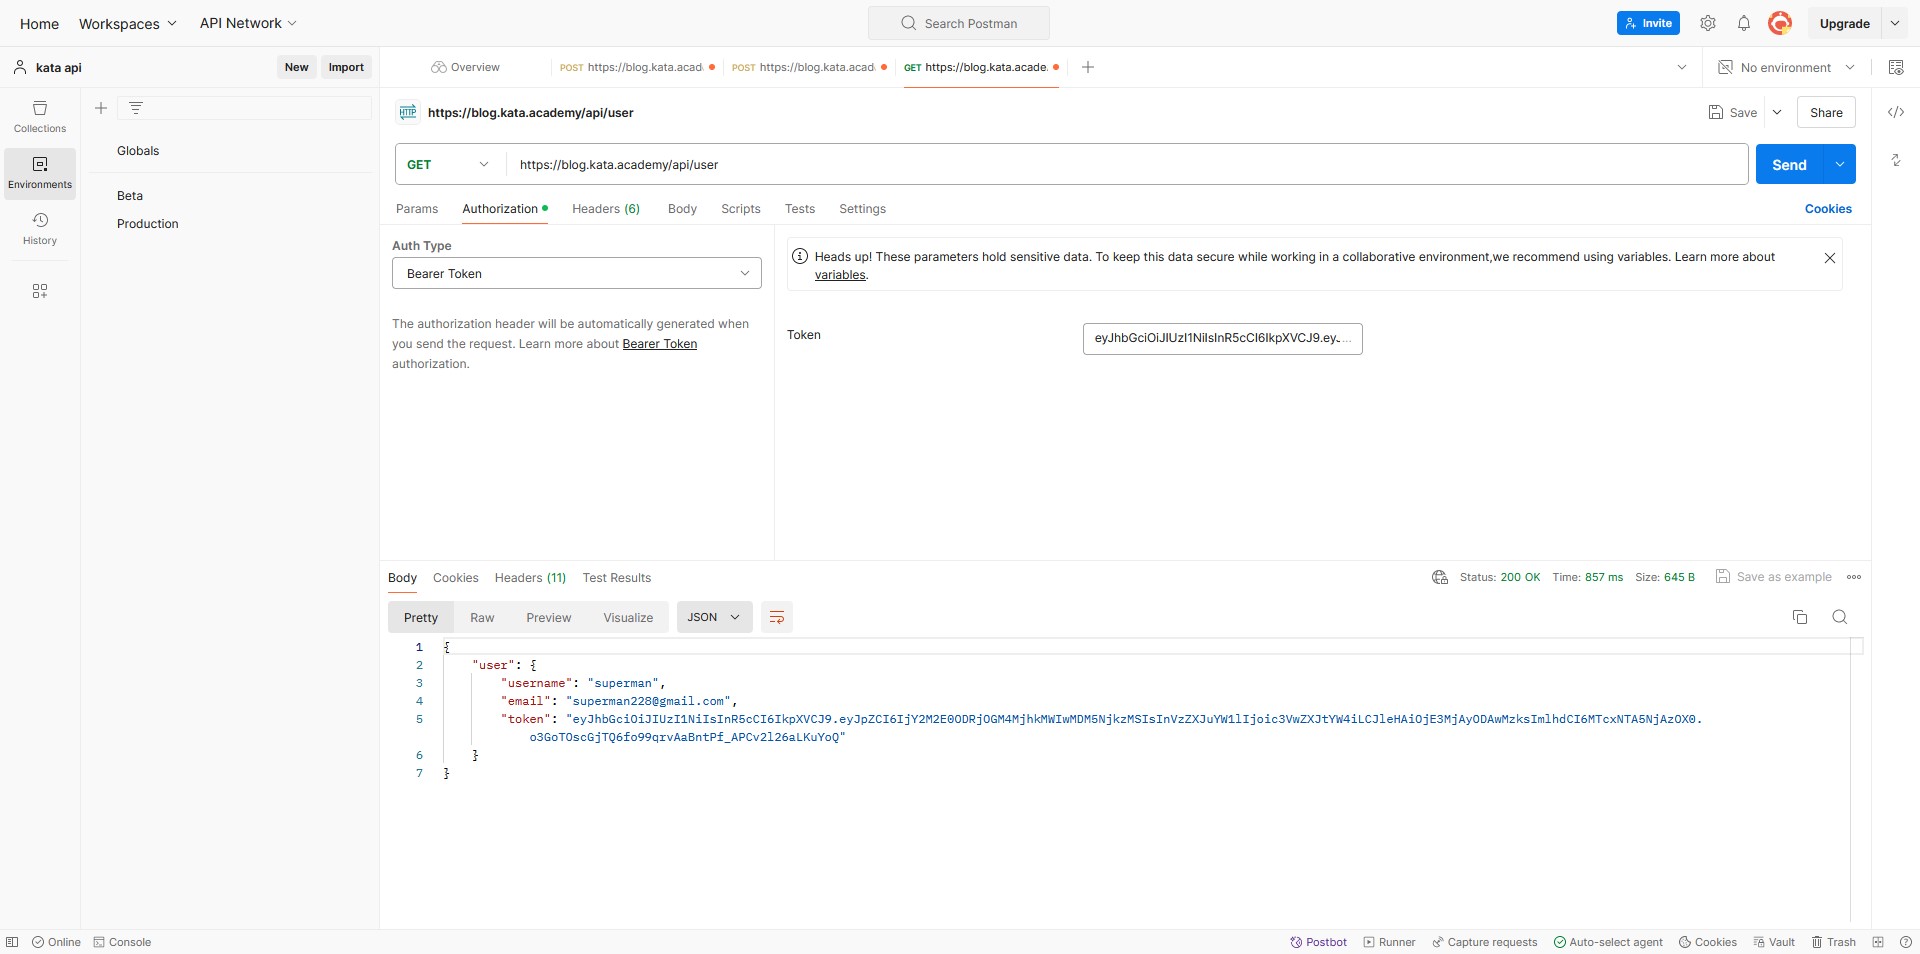 Home Workspaces API Network Search Postman Invite Upgrade
kata api New Import Overview POST https://blog.kata.acad POST https://blog.kata.acad GET https://blog.kata.acade. No environment
Collections
Environments
History
Globals
Beta
Production
HTTP https://blog.kata.academy/api/user Save Share
GET https://blog.kata.academy/api/user Send
Params Authorization Headers (6) Body Scripts Tests Settings Cookies
Auth Type
Bearer Token
The authorization header will be automatically generated when
you send the request. Learn more about Bearer Token
authorization.
Heads up! These parameters hold sensitive data. To keep this data secure while working in a collaborative environment,we recommend using variables. Learn more about
variables.
Token eyJhbGciOiJIUzI1NiIsInR5cCI6IkpXVCJ9.ey...
Body Cookies Headers (11) Test Results Status: 200 OK Time: 857 ms Size: 645 B Save as example
Pretty Raw Preview Visualize JSON
1 {
2 "user": {
3 "username": "superman",
4 "email": "superman228@gmail.com",
5 "token": "eyJhbGciOiJIUzI1NiIsInR5cCI6IkpXVCJ9.eyJpZCI6IjY2M2E0ODRjOGM4MjhkMWIwMDM5NjkzMSIsInVzZXJuYW1lIjoic3VwZXJtYW4iLCJleHAiOjE3MjAyODAwMzksImlhdCI6MTcxNTA5NjAzOX0.
o3GoTOscGjTQ6fo99qrvAaBntPf_APCv2l26aLKuYoQ"
6 }
7 }
Online Console Postbot Runner Capture requests Auto-select agent Cookies Vault Trash